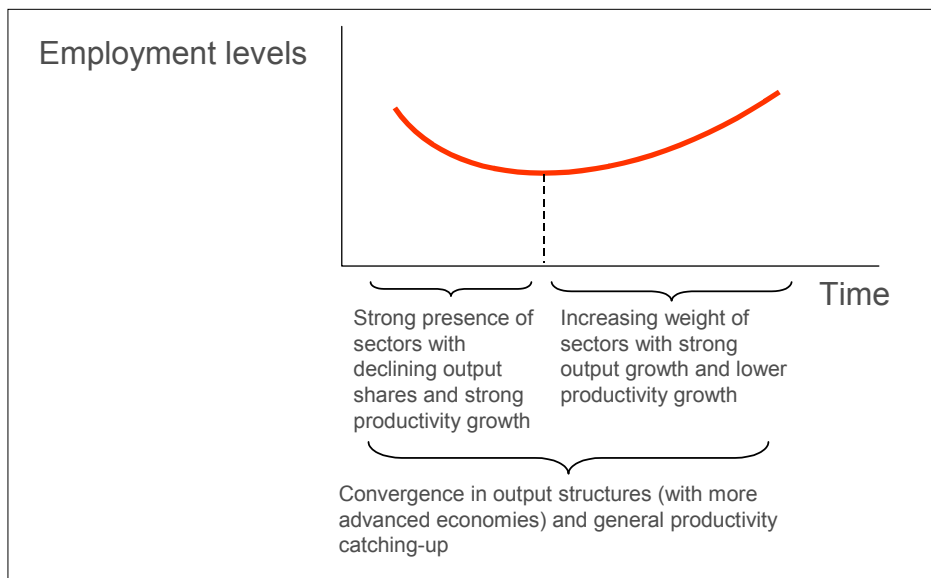 Employment levels
Time
Strong presence of
sectors with
declining output
shares and strong
productivity growth
Increasing weight of
sectors with strong
output growth and lower
productivity growth
Convergence in output structures (with more
advanced economies) and general productivity
catching-up